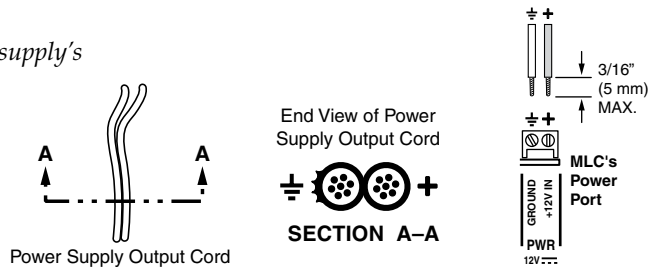 supply's
A
A
Power Supply Output Cord
End View of Power
Supply Output Cord
⏚ +
SECTION A–A
⏚ +
3/16"
(5 mm)
MAX.
⏚ +
MLC's
Power
Port
GROUND
+12V IN
PWR
12V ⎓